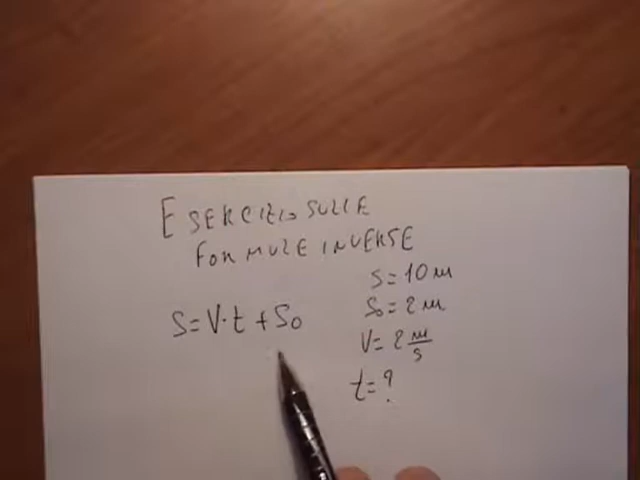 ESERCIZIO SULLE
FORMULE INVERSE
S=10 m
S=V·t+S₀
S₀=2 m
V=2 m/s
t=?